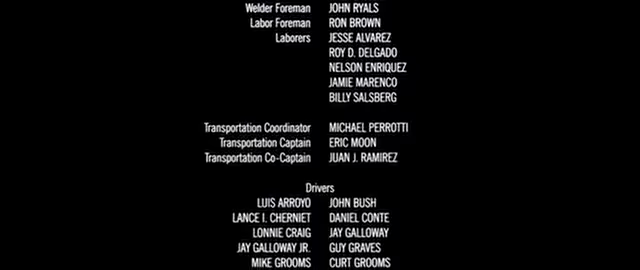 Welder Foreman JOHN RYALS
Labor Foreman RON BROWN
Laborers JESSE ALVAREZ
ROY D. DELGADO
NELSON ENRIQUEZ
JAMIE MARENCO
BILLY SALSBERG
Transportation Coordinator MICHAEL PERROTTI
Transportation Captain ERIC MOON
Transportation Co-Captain JUAN J. RAMIREZ
Drivers
LUIS ARROYO JOHN BUSH
LANCE I. CHERNIET DANIEL CONTE
LONNIE CRAIG JAY GALLOWAY
JAY GALLOWAY JR. GUY GRAVES
MIKE GROOMS CURT GROOMS